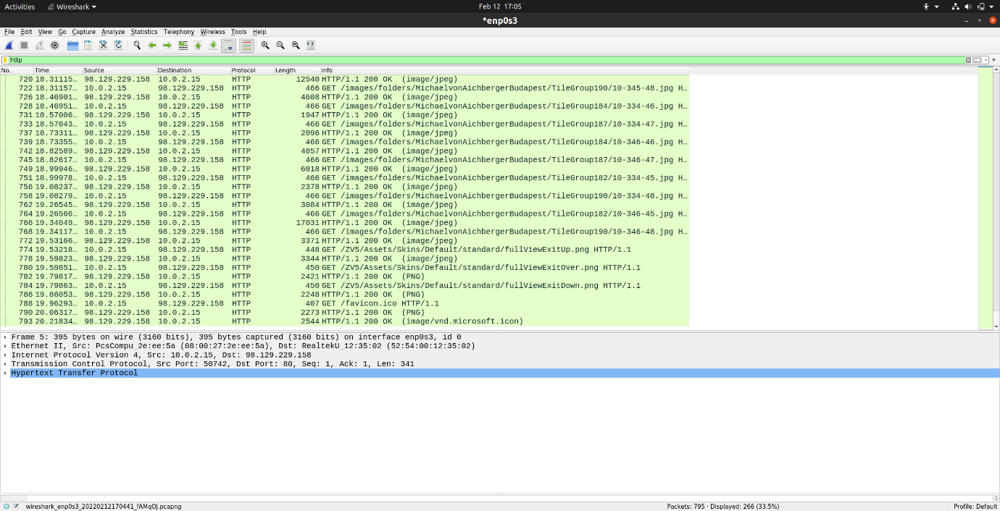 Activities Wireshark Feb 12 17:05
*enp0s3
File Edit View Go Capture Analyze Statistics Telephony Wireless Tools Help
http
No. Time Source Destination Protocol Length Info
720 18.31115… 98.129.229.158 10.0.2.15 HTTP 12540 HTTP/1.1 200 OK (image/jpeg)
722 18.31157… 10.0.2.15 98.129.229.158 HTTP 466 GET /images/folders/MichaelvonAichbergerBudapest/TileGroup190/10-345-48.jpg H…
726 18.46901… 98.129.229.158 10.0.2.15 HTTP 4608 HTTP/1.1 200 OK (image/jpeg)
728 18.46951… 10.0.2.15 98.129.229.158 HTTP 466 GET /images/folders/MichaelvonAichbergerBudapest/TileGroup184/10-334-46.jpg H…
731 18.57006… 98.129.229.158 10.0.2.15 HTTP 1947 HTTP/1.1 200 OK (image/jpeg)
733 18.57043… 10.0.2.15 98.129.229.158 HTTP 466 GET /images/folders/MichaelvonAichbergerBudapest/TileGroup187/10-334-47.jpg H…
737 18.73311… 98.129.229.158 10.0.2.15 HTTP 2096 HTTP/1.1 200 OK (image/jpeg)
739 18.73355… 10.0.2.15 98.129.229.158 HTTP 466 GET /images/folders/MichaelvonAichbergerBudapest/TileGroup184/10-346-46.jpg H…
742 18.82589… 98.129.229.158 10.0.2.15 HTTP 4857 HTTP/1.1 200 OK (image/jpeg)
745 18.82617… 10.0.2.15 98.129.229.158 HTTP 466 GET /images/folders/MichaelvonAichbergerBudapest/TileGroup187/10-346-47.jpg H…
749 18.99946… 98.129.229.158 10.0.2.15 HTTP 6018 HTTP/1.1 200 OK (image/jpeg)
751 18.99978… 10.0.2.15 98.129.229.158 HTTP 466 GET /images/folders/MichaelvonAichbergerBudapest/TileGroup182/10-334-45.jpg H…
756 19.08237… 98.129.229.158 10.0.2.15 HTTP 2378 HTTP/1.1 200 OK (image/jpeg)
758 19.08279… 10.0.2.15 98.129.229.158 HTTP 466 GET /images/folders/MichaelvonAichbergerBudapest/TileGroup190/10-334-48.jpg H…
762 19.26545… 98.129.229.158 10.0.2.15 HTTP 3084 HTTP/1.1 200 OK (image/jpeg)
764 19.26566… 10.0.2.15 98.129.229.158 HTTP 466 GET /images/folders/MichaelvonAichbergerBudapest/TileGroup182/10-346-45.jpg H…
766 19.34049… 98.129.229.158 10.0.2.15 HTTP 17031 HTTP/1.1 200 OK (image/jpeg)
768 19.34117… 10.0.2.15 98.129.229.158 HTTP 466 GET /images/folders/MichaelvonAichbergerBudapest/TileGroup190/10-346-48.jpg H…
772 19.53166… 98.129.229.158 10.0.2.15 HTTP 3371 HTTP/1.1 200 OK (image/jpeg)
774 19.53218… 10.0.2.15 98.129.229.158 HTTP 448 GET /ZV5/Assets/Skins/Default/standard/fullViewExitUp.png HTTP/1.1
778 19.59823… 98.129.229.158 10.0.2.15 HTTP 3344 HTTP/1.1 200 OK (image/jpeg)
780 19.59851… 10.0.2.15 98.129.229.158 HTTP 450 GET /ZV5/Assets/Skins/Default/standard/fullViewExitOver.png HTTP/1.1
782 19.79817… 98.129.229.158 10.0.2.15 HTTP 2421 HTTP/1.1 200 OK (PNG)
784 19.79863… 10.0.2.15 98.129.229.158 HTTP 450 GET /ZV5/Assets/Skins/Default/standard/fullViewExitDown.png HTTP/1.1
786 19.86053… 98.129.229.158 10.0.2.15 HTTP 2248 HTTP/1.1 200 OK (PNG)
788 19.96293… 10.0.2.15 98.129.229.158 HTTP 407 GET /favicon.ico HTTP/1.1
790 20.06317… 98.129.229.158 10.0.2.15 HTTP 2273 HTTP/1.1 200 OK (PNG)
793 20.21834… 98.129.229.158 10.0.2.15 HTTP 2544 HTTP/1.1 200 OK (image/vnd.microsoft.icon)
Frame 5: 395 bytes on wire (3160 bits), 395 bytes captured (3160 bits) on interface enp0s3, id 0
Ethernet II, Src: PcsCompu_2e:ee:5a (08:00:27:2e:ee:5a), Dst: RealtekU_12:35:02 (52:54:00:12:35:02)
Internet Protocol Version 4, Src: 10.0.2.15, Dst: 98.129.229.158
Transmission Control Protocol, Src Port: 50742, Dst Port: 80, Seq: 1, Ack: 1, Len: 341
Hypertext Transfer Protocol
wireshark_enp0s3_20220212170441_fAMqOJ.pcapng Packets: 795 · Displayed: 266 (33.5%) Profile: Default